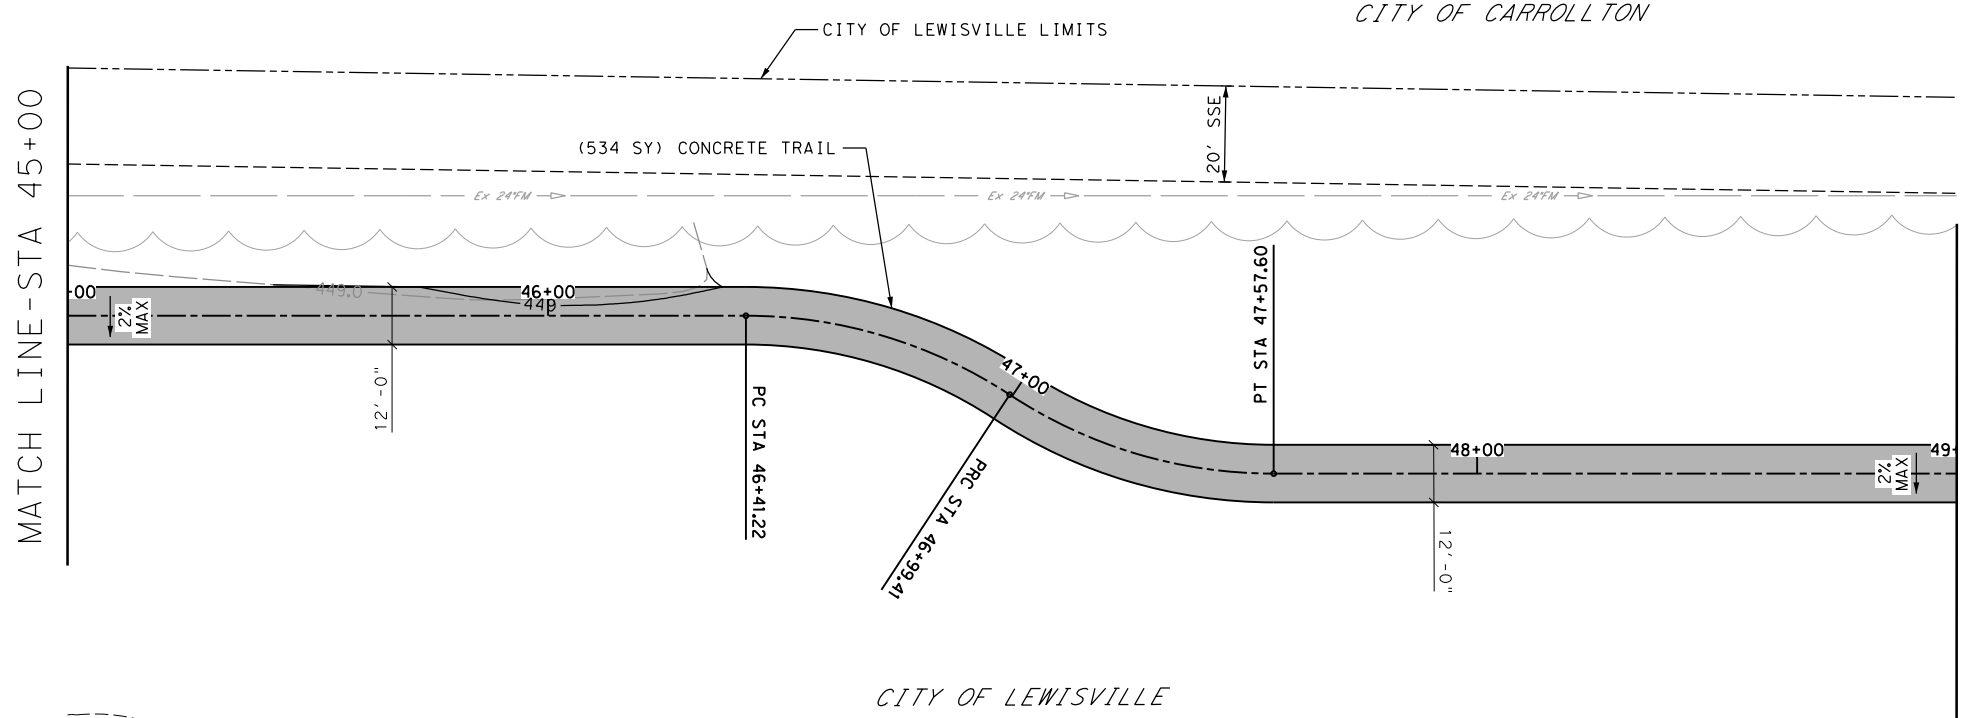 CITY OF CARROLLTON
CITY OF LEWISVILLE LIMITS
MATCH LINE-STA 45+00
20' SSE
(534 SY) CONCRETE TRAIL
Ex 24"FM
Ex 24"FM
Ex 24"FM
-00
2%
MAX
449.0
46+00
449
12'-0"
PC STA 46+41.22
47+00
PRC STA 46+99.41
PT STA 47+57.60
48+00
49+
2%
MAX
12'-0"
CITY OF LEWISVILLE